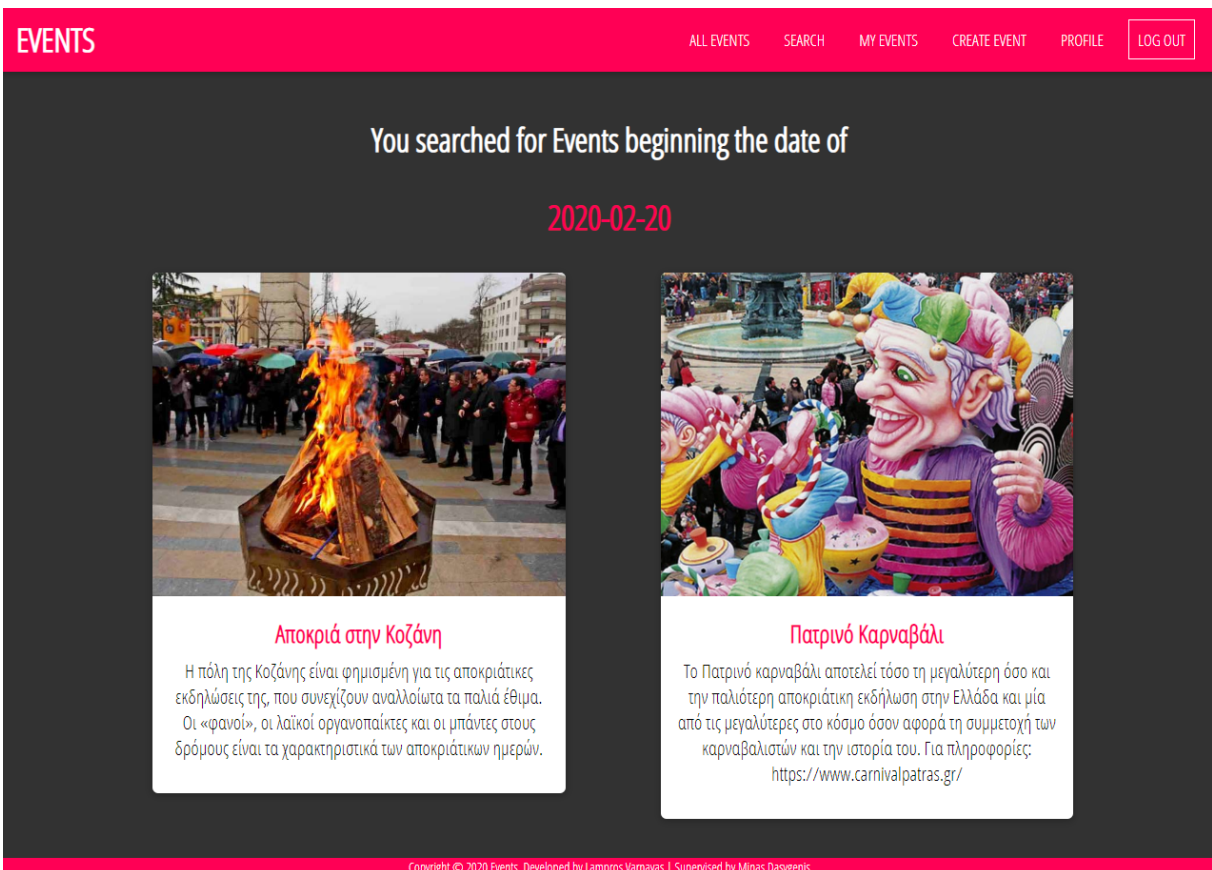 EVENTS
ALL EVENTS
SEARCH
MY EVENTS
CREATE EVENT
PROFILE
LOG OUT
You searched for Events beginning the date of
2020-02-20
Αποκριά στην Κοζάνη
Η πόλη της Κοζάνης είναι φημισμένη για τις αποκριάτικες
εκδηλώσεις της, που συνεχίζουν αναλλοίωτα τα παλιά έθιμα.
Οι «φανοί», οι λαϊκοί οργανοπαίκτες και οι μπάντες στους
δρόμους είναι τα χαρακτηριστικά των αποκριάτικων ημερών.
Πατρινό Καρναβάλι
Το Πατρινό καρναβάλι αποτελεί τόσο τη μεγαλύτερη όσο και
την παλιότερη αποκριάτικη εκδήλωση στην Ελλάδα και μία
από τις μεγαλύτερες στο κόσμο όσον αφορά τη συμμετοχή των
καρναβαλιστών και την ιστορία του. Για πληροφορίες:
https://www.carnivalpatras.gr/
Copyright © 2020 Events. Developed by Lampros Varnavas | Supervised by Minas Dasygenis